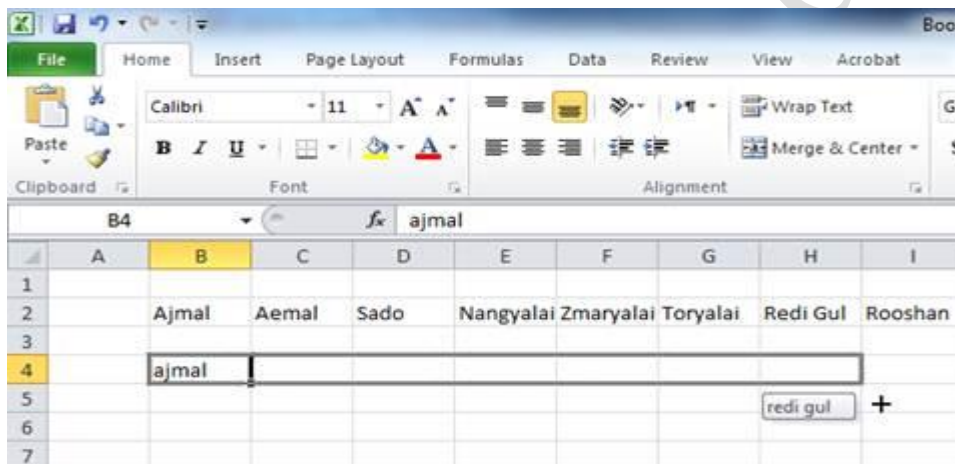 Boo
File Home Insert Page Layout Formulas Data Review View Acrobat
Calibri 11 A A Wrap Text G
Paste B I U A Merge & Center
Clipboard Font Alignment
B4 fx ajmal
A B C D E F G H I
1
2 Ajmal Aemal Sado Nangyalai Zmaryalai Toryalai Redi Gul Rooshan
3
4 ajmal
5 redi gul
6
7